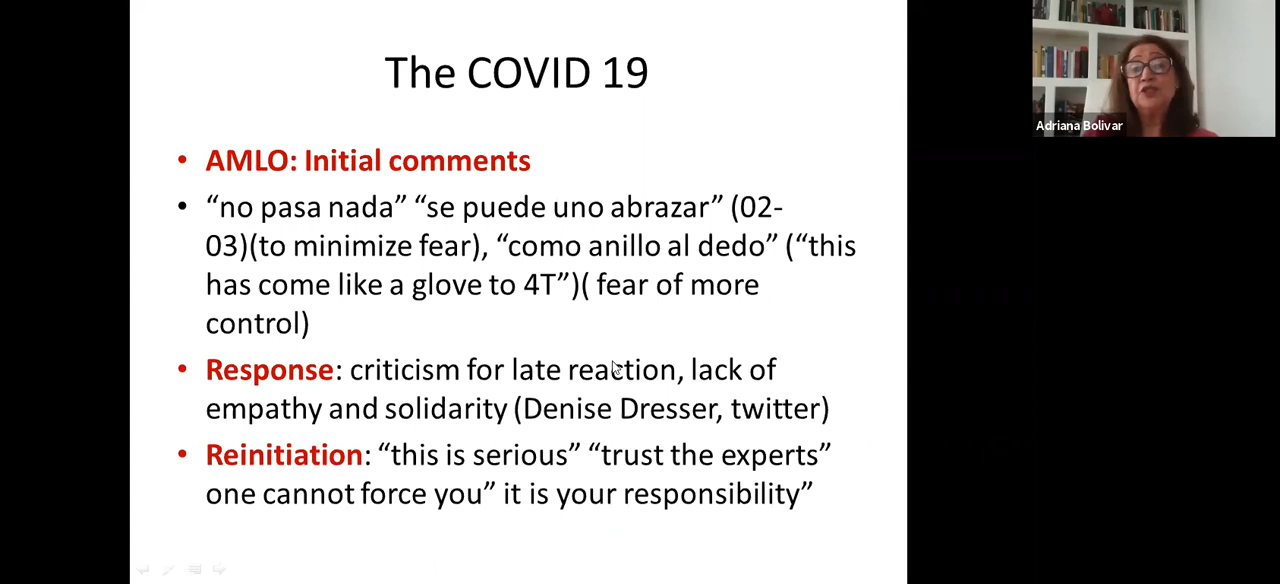 The COVID 19
• AMLO: Initial comments
• “no pasa nada” “se puede uno abrazar” (02-
03)(to minimize fear), “como anillo al dedo” (“this
has come like a glove to 4T”)( fear of more
control)
• Response: criticism for late reaction, lack of
empathy and solidarity (Denise Dresser, twitter)
• Reinitiation: “this is serious” “trust the experts”
one cannot force you” it is your responsibility”
Adriana Bolivar